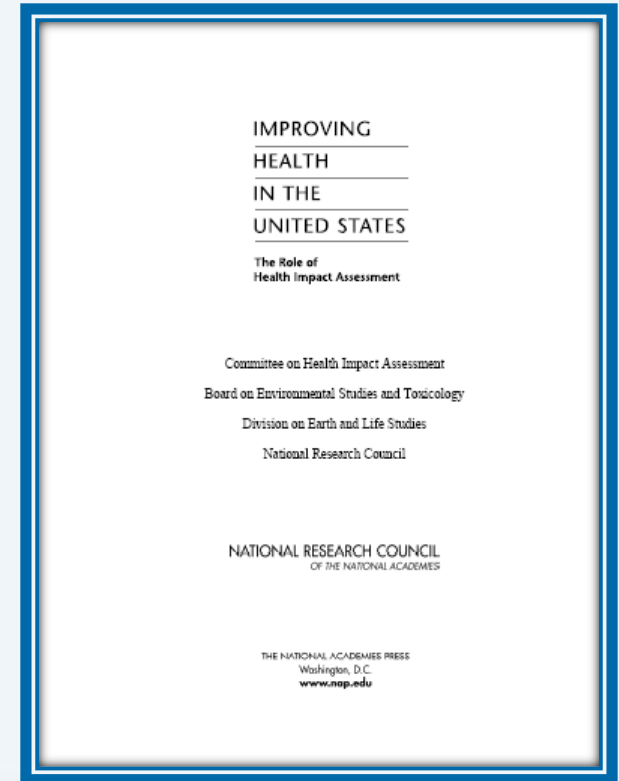 IMPROVING
HEALTH
IN THE
UNITED STATES
The Role of
Health Impact Assessment
Committee on Health Impact Assessment
Board on Environmental Studies and Toxicology
Division on Earth and Life Studies
National Research Council
NATIONAL RESEARCH COUNCIL
OF THE NATIONAL ACADEMIES
THE NATIONAL ACADEMIES PRESS
Washington, D.C.
www.nap.edu